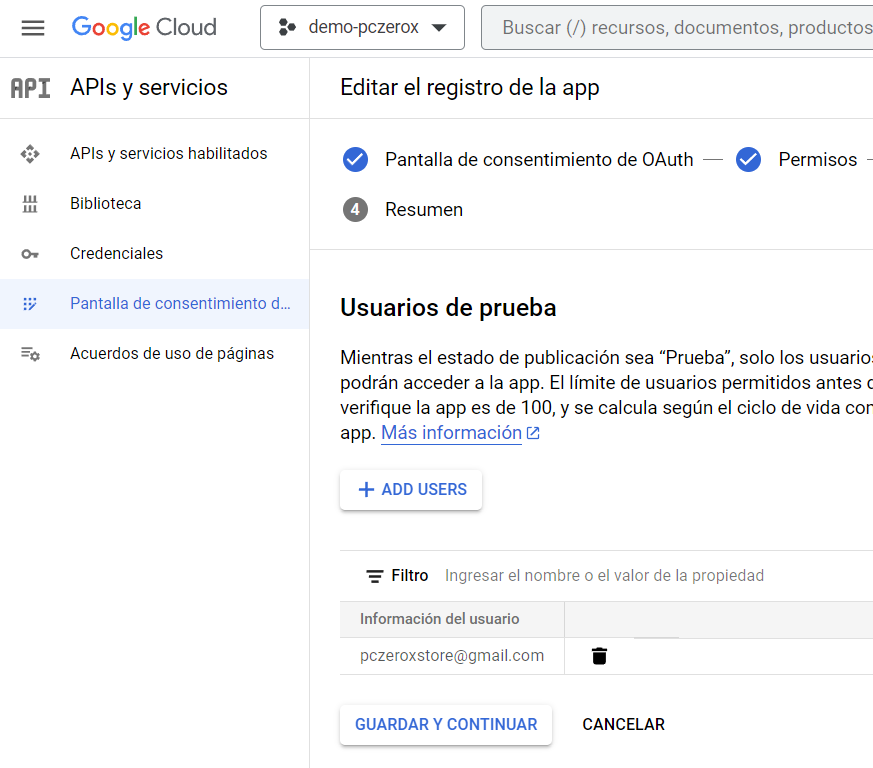 Google Cloud
demo-pczerox
Buscar (/) recursos, documentos, productos
API
APIs y servicios
Editar el registro de la app
APIs y servicios habilitados
Biblioteca
Credenciales
Pantalla de consentimiento d...
Acuerdos de uso de páginas
Pantalla de consentimiento de OAuth
Permisos
4 Resumen
Usuarios de prueba
Mientras el estado de publicación sea “Prueba”, solo los usuarios
podrán acceder a la app. El límite de usuarios permitidos antes
verifique la app es de 100, y se calcula según el ciclo de vida
app. Más información
+ ADD USERS
Filtro Ingresar el nombre o el valor de la propiedad
Información del usuario
pczeroxstore@gmail.com
GUARDAR Y CONTINUAR CANCELAR